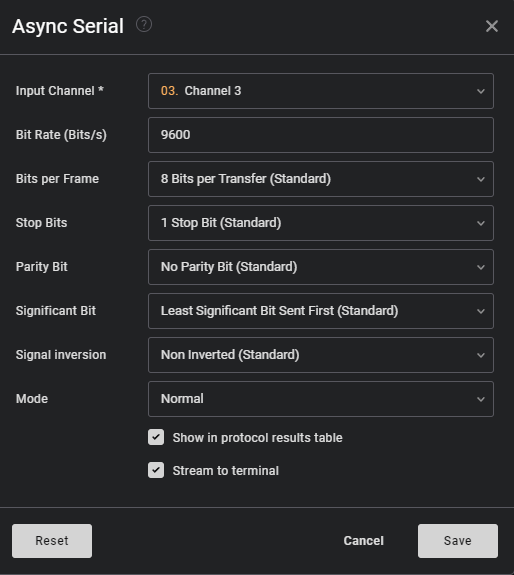 Async Serial ?
Input Channel * 03. Channel 3
Bit Rate (Bits/s) 9600
Bits per Frame 8 Bits per Transfer (Standard)
Stop Bits 1 Stop Bit (Standard)
Parity Bit No Parity Bit (Standard)
Significant Bit Least Significant Bit Sent First (Standard)
Signal inversion Non Inverted (Standard)
Mode Normal
Show in protocol results table
Stream to terminal
Reset Cancel Save